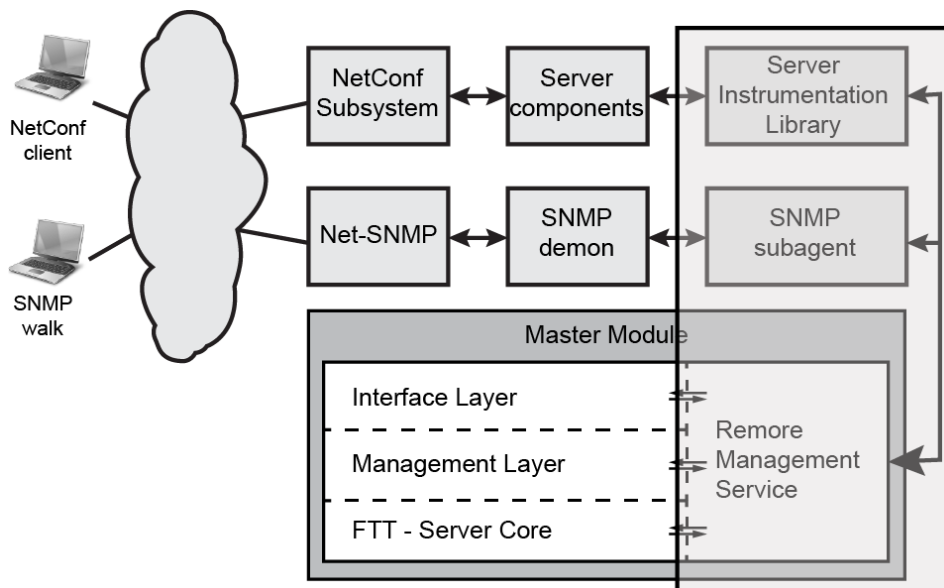 NetConf
client
SNMP
walk
NetConf
Subsystem
Server
components
Server
Instrumentation
Library
Net-SNMP
SNMP
demon
SNMP
subagent
Master Module
Interface Layer
Management Layer
FTT - Server Core
Remore
Management
Service